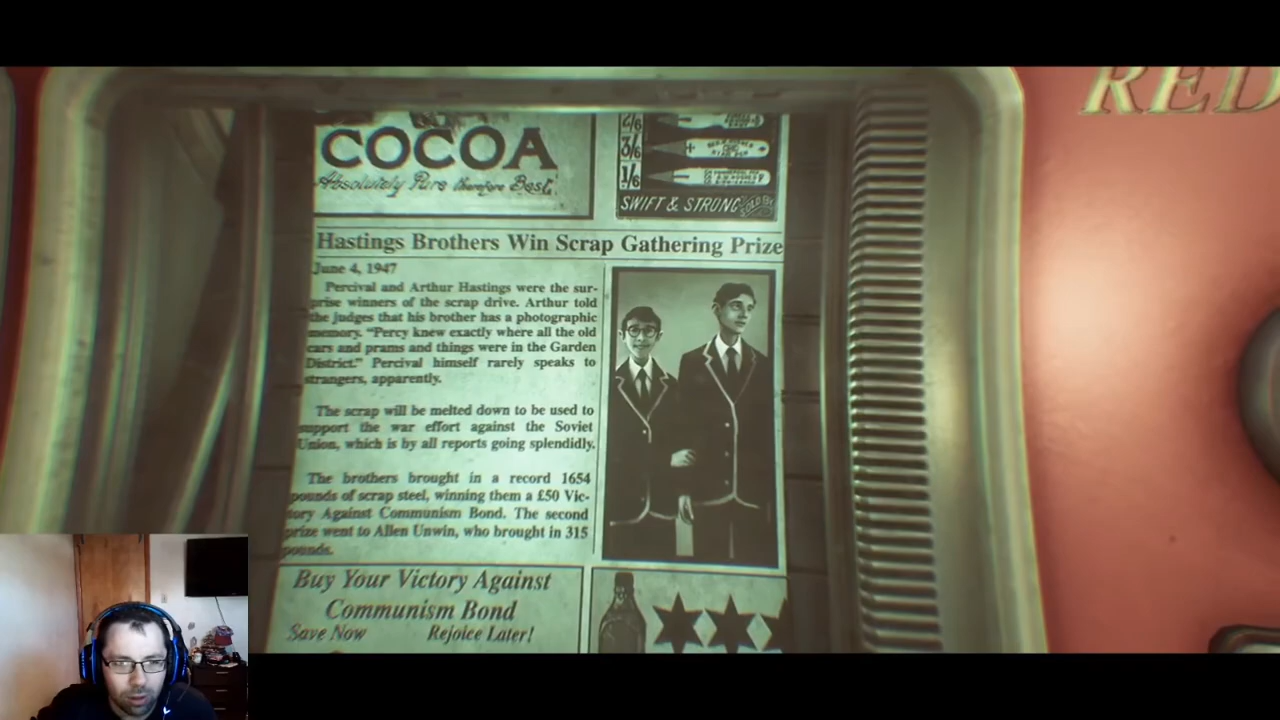 COCOA
Absolutely Pure therefore Best.
2/6
3/6
1/6
SWIFT & STRONG
SOLD BY
RED
Hastings Brothers Win Scrap Gathering Prize
June 4, 1947
Percival and Arthur Hastings were the sur-
prise winners of the scrap drive. Arthur told
the judges that his brother has a photographic
memory. “Percy knew exactly where all the old
cars and prams and things were in the Garden
District.” Percival himself rarely speaks to
strangers, apparently.
The scrap will be melted down to be used to
support the war effort against the Soviet
Union, which is by all reports going splendidly.
The brothers brought in a record 1654
pounds of scrap steel, winning them a £50 Vic-
tory Against Communism Bond. The second
prize went to Allen Unwin, who brought in 315
pounds.
Buy Your Victory Against
Communism Bond
Save Now Rejoice Later!